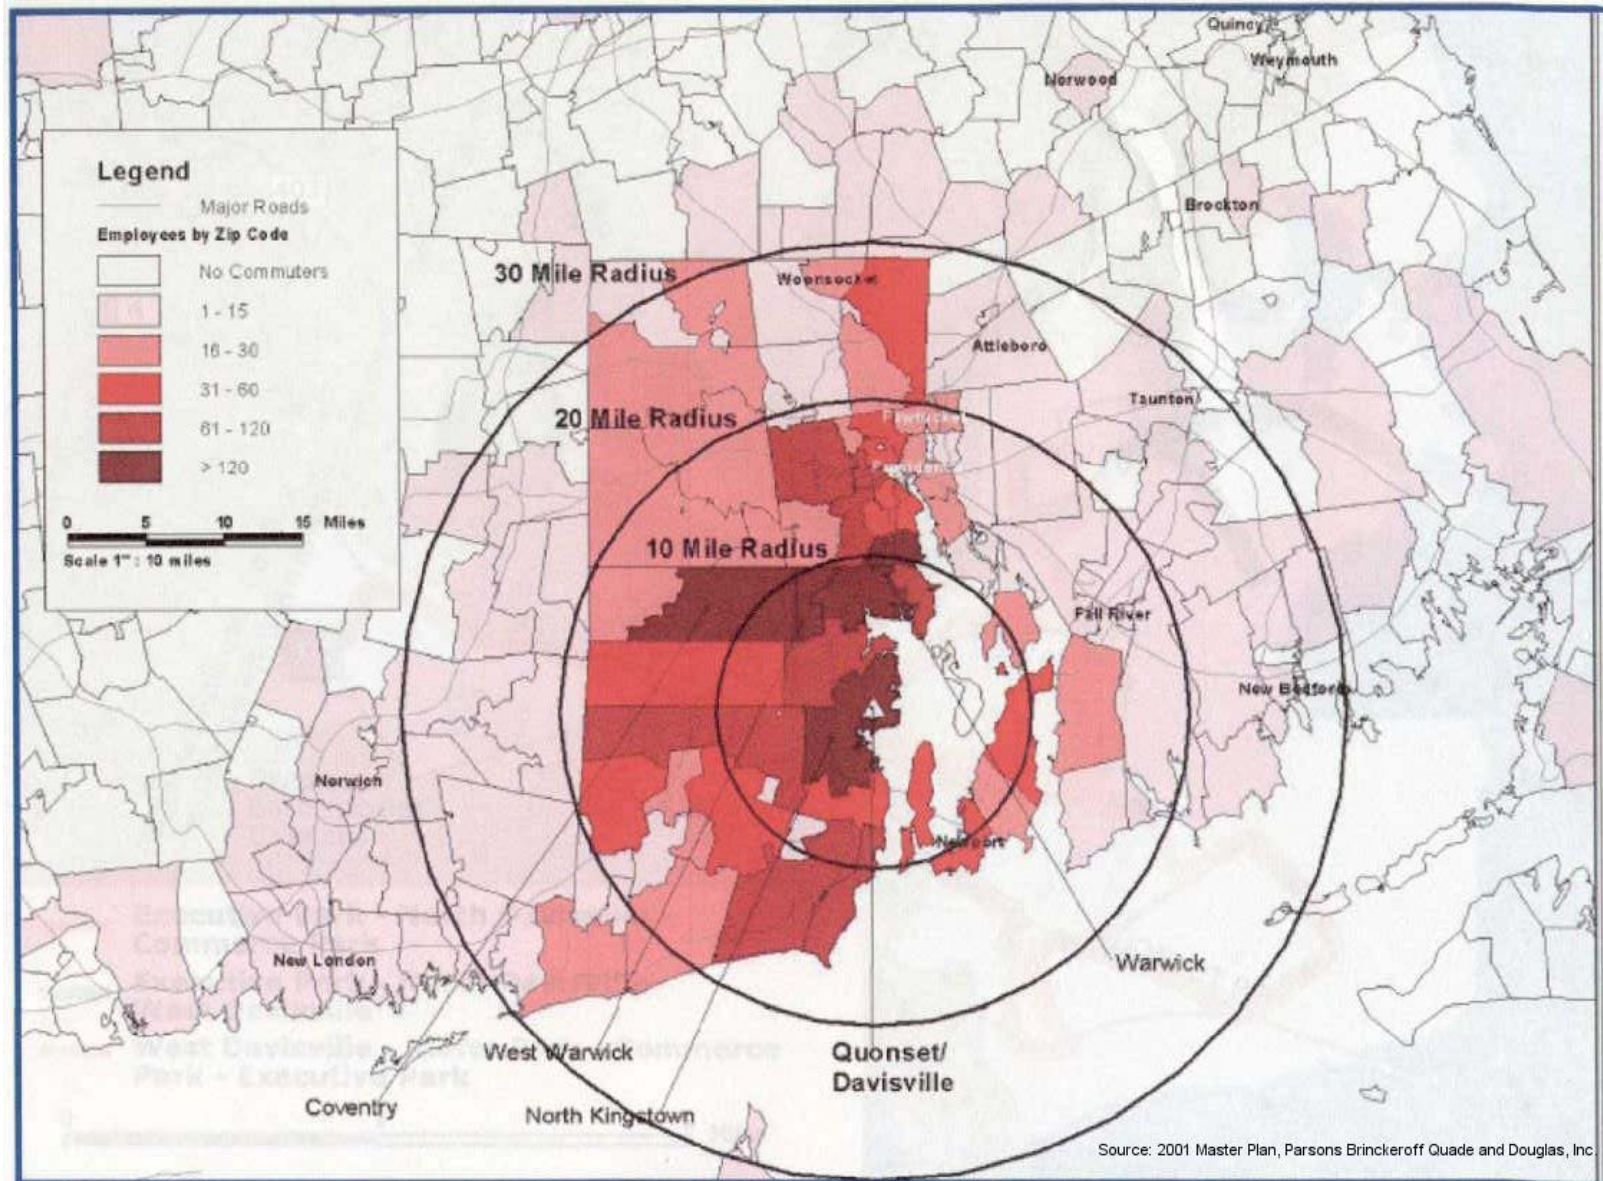 Legend
Major Roads
Employees by Zip Code
No Commuters
1 - 15
16 - 30
31 - 60
61 - 120
> 120
0 5 10 15 Miles
Scale 1" : 10 miles
Quincy
Weymouth
Norwood
Brockton
30 Mile Radius
Woonsocket
Attleboro
Taunton
20 Mile Radius
Pawtucket
Providence
10 Mile Radius
Fall River
New Bedford
Norwich
Newport
New London
Warwick
West Warwick
Quonset/
Davisville
Coventry
North Kingstown
Source: 2001 Master Plan, Parsons Brinckeroff Quade and Douglas, Inc.